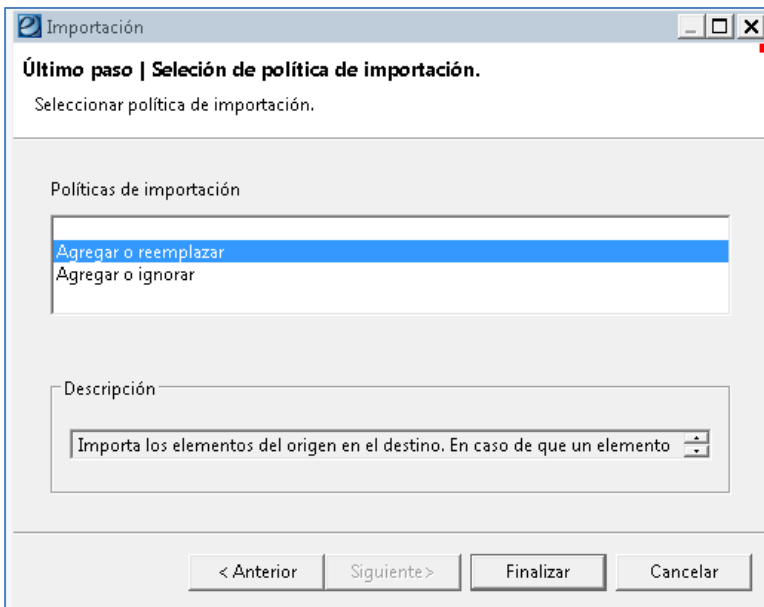 Importación
Último paso | Seleción de política de importación.
Seleccionar política de importación.
Políticas de importación
Agregar o reemplazar
Agregar o ignorar
Descripción
Importa los elementos del origen en el destino. En caso de que un elemento
< Anterior
Siguiente >
Finalizar
Cancelar